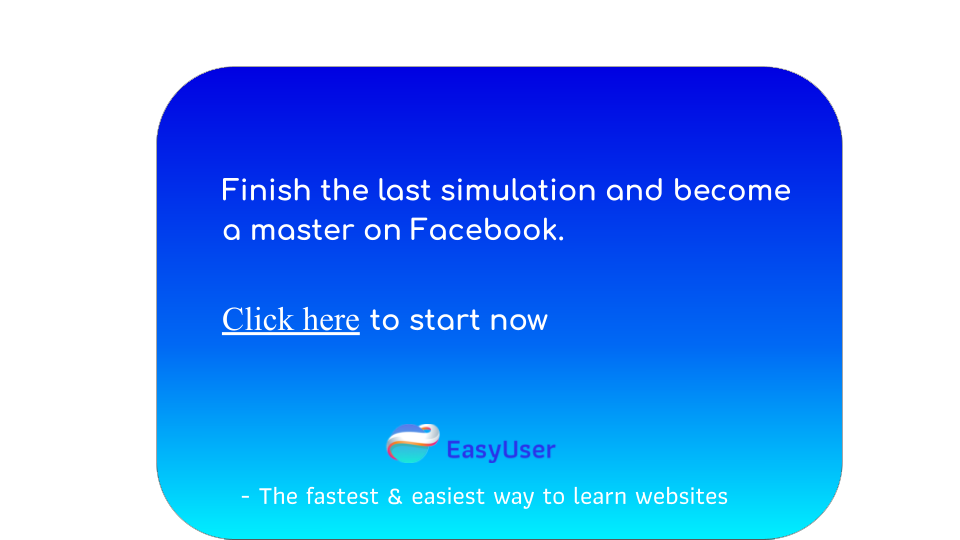 Finish the last simulation and become
a master on Facebook.
Click here to start now
EasyUser
- The fastest & easiest way to learn websites